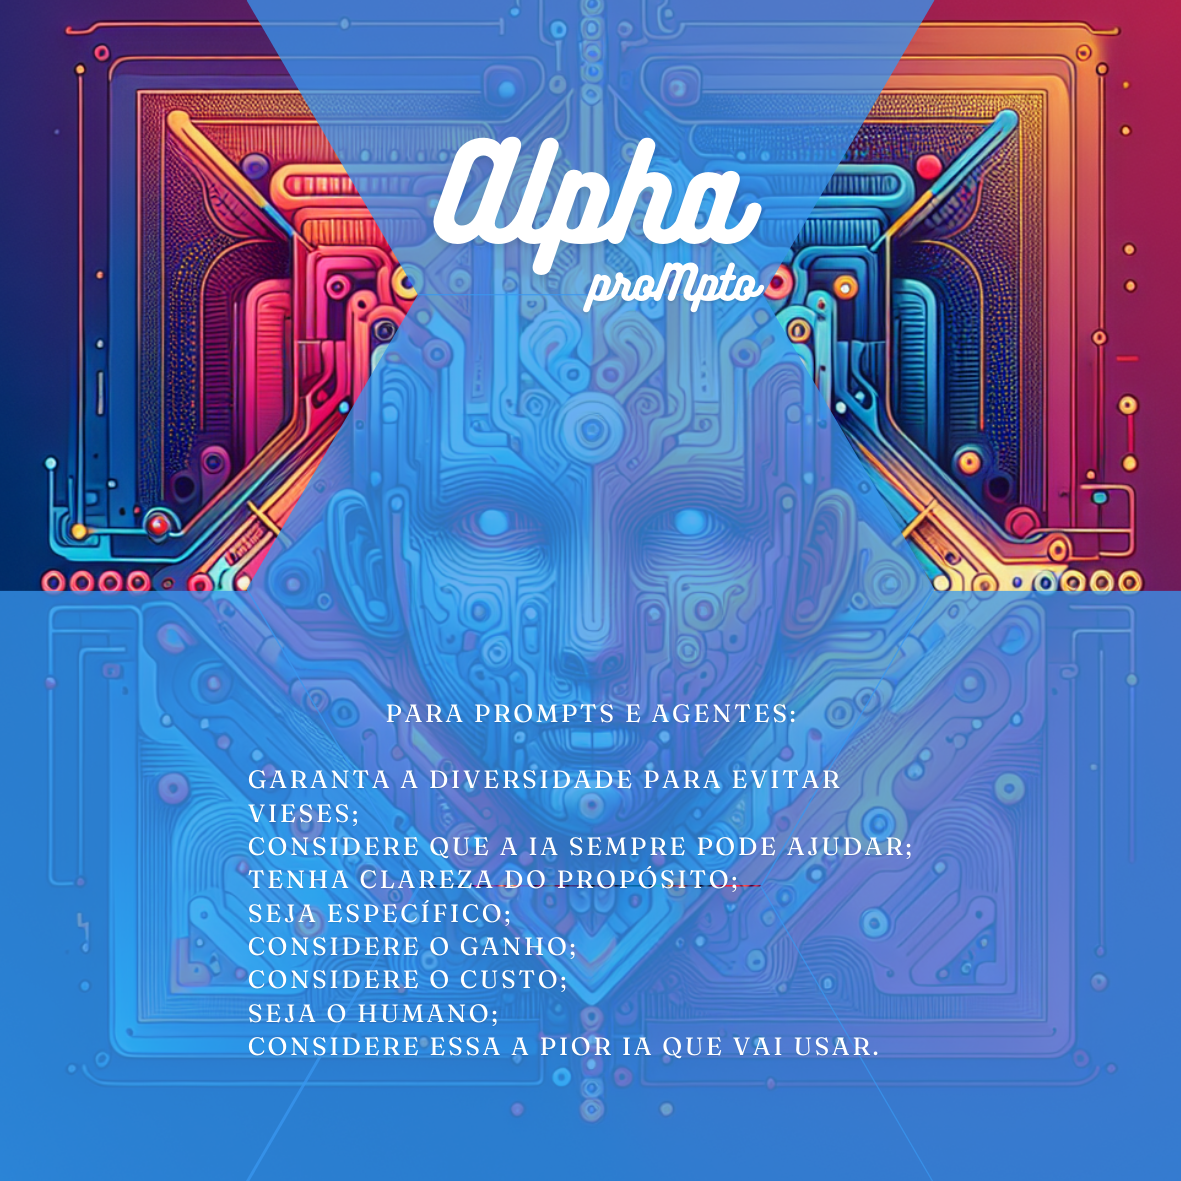 Alpha
proMpto
PARA PROMPTS E AGENTES:
GARANTA A DIVERSIDADE PARA EVITAR
VIESES;
CONSIDERE QUE A IA SEMPRE PODE AJUDAR;
TENHA CLAREZA DO PROPÓSITO;
SEJA ESPECÍFICO;
CONSIDERE O GANHO;
CONSIDERE O CUSTO;
SEJA O HUMANO;
CONSIDERE ESSA A PIOR IA QUE VAI USAR.